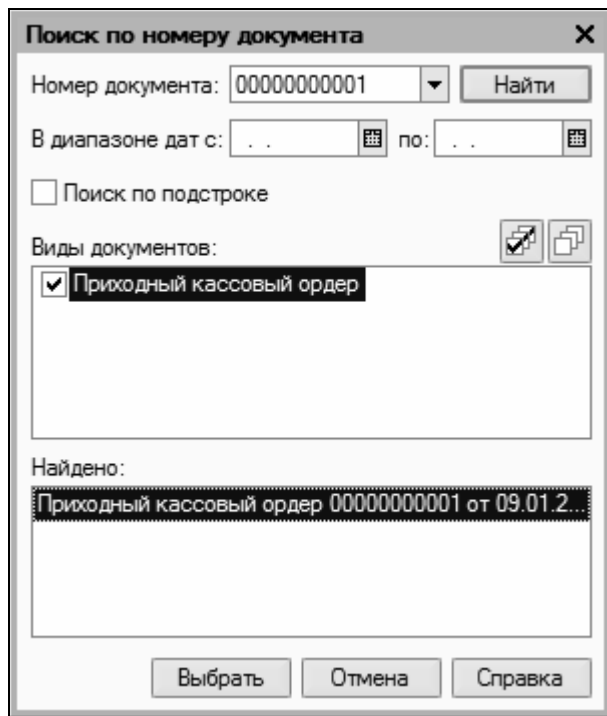 Поиск по номеру документа
Номер документа: 00000000001 Найти
В диапазоне дат с: . . по: . .
Поиск по подстроке
Виды документов:
Приходный кассовый ордер
Найдено:
Приходный кассовый ордер 00000000001 от 09.01.2...
Выбрать Отмена Справка